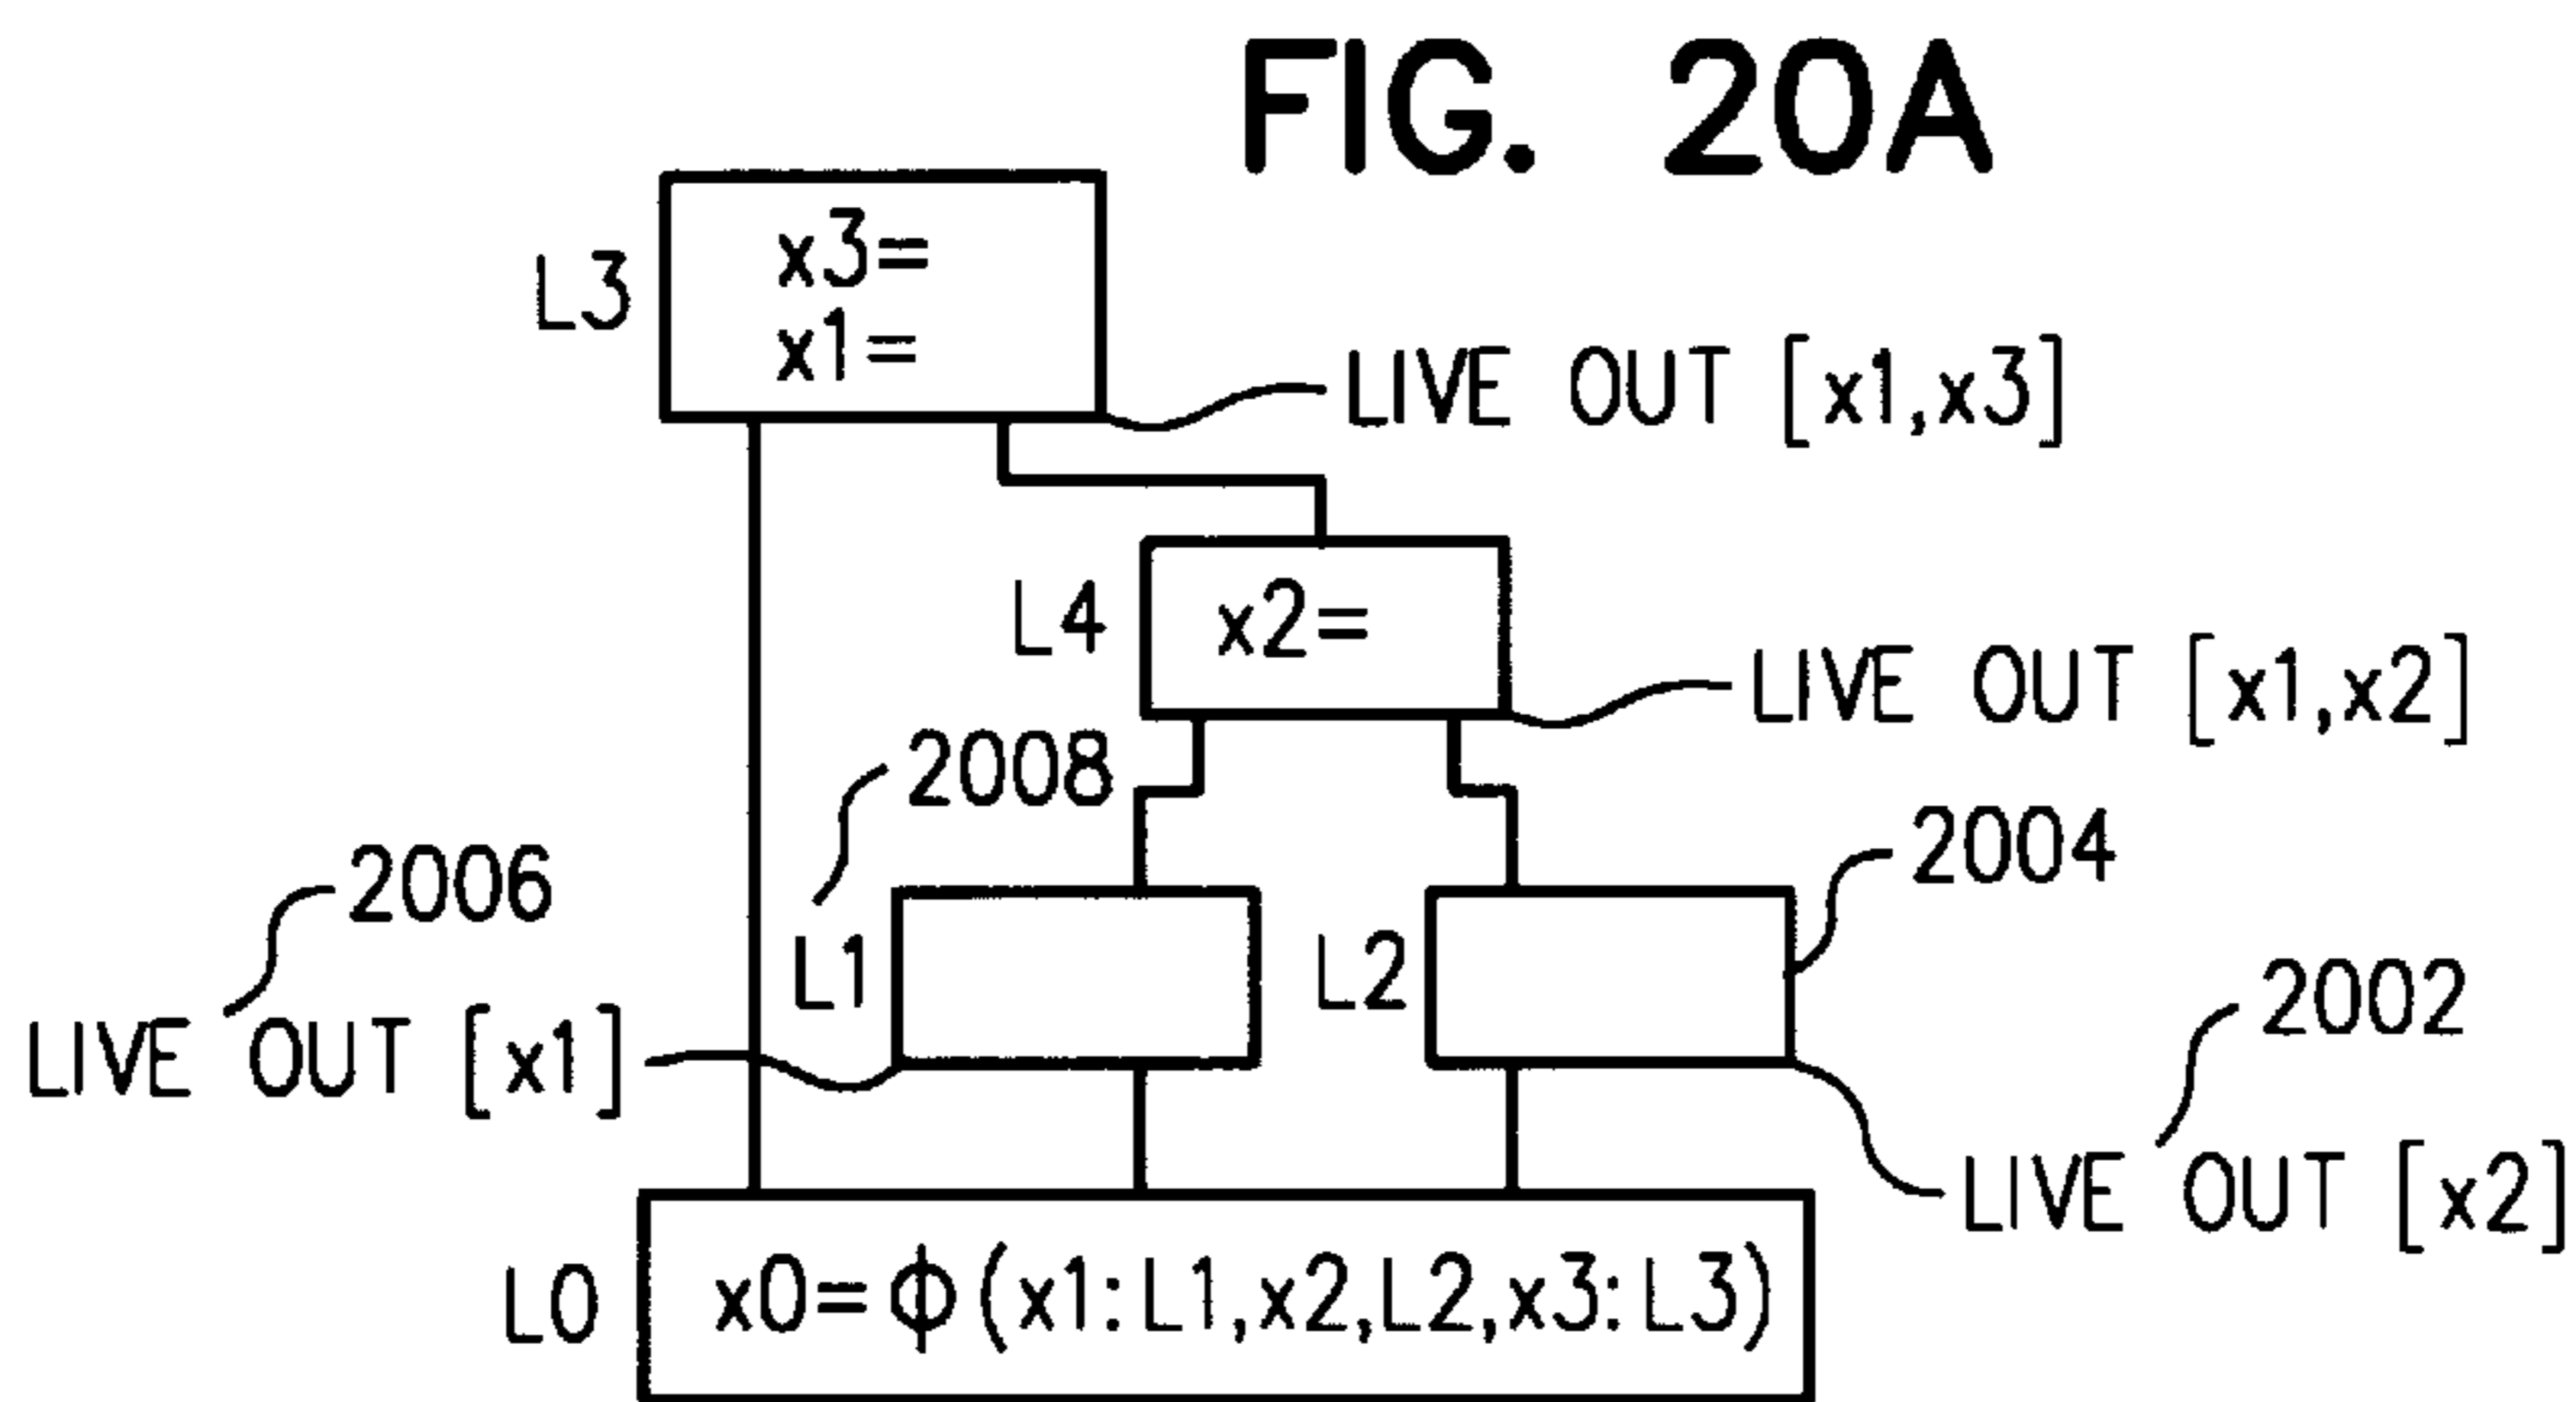 FIG. 20A
L3
x3=
x1=
LIVE OUT [x1,x3]
L4
x2=
LIVE OUT [x1,x2]
2008
2004
2006
L1
L2
2002
LIVE OUT [x1]
LIVE OUT [x2]
L0
x0=ϕ(x1:L1,x2,L2,x3:L3)